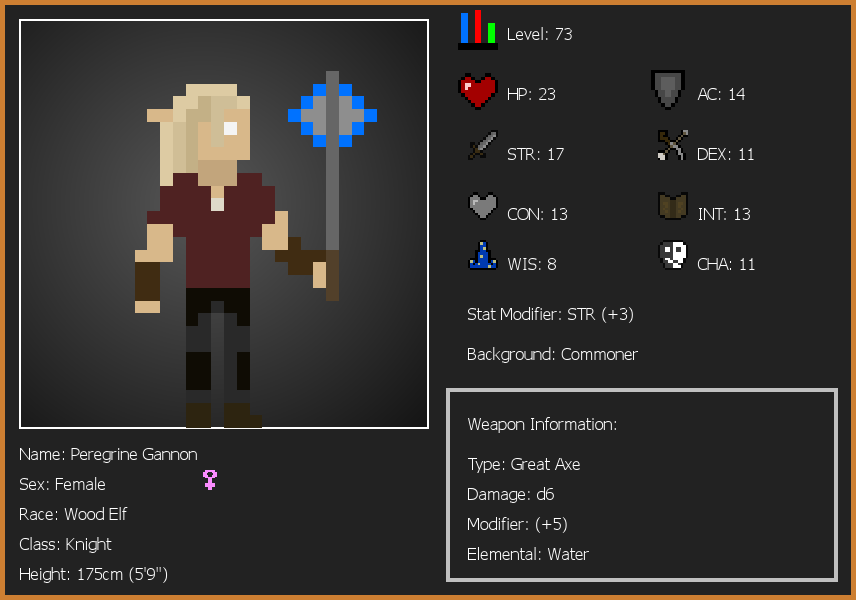 Level: 73
HP: 23
AC: 14
STR: 17
DEX: 11
CON: 13
INT: 13
WIS: 8
CHA: 11
Stat Modifier: STR (+3)
Background: Commoner
Weapon Information:
Type: Great Axe
Damage: d6
Modifier: (+5)
Elemental: Water
Name: Peregrine Gannon
Sex: Female
Race: Wood Elf
Class: Knight
Height: 175cm (5'9")